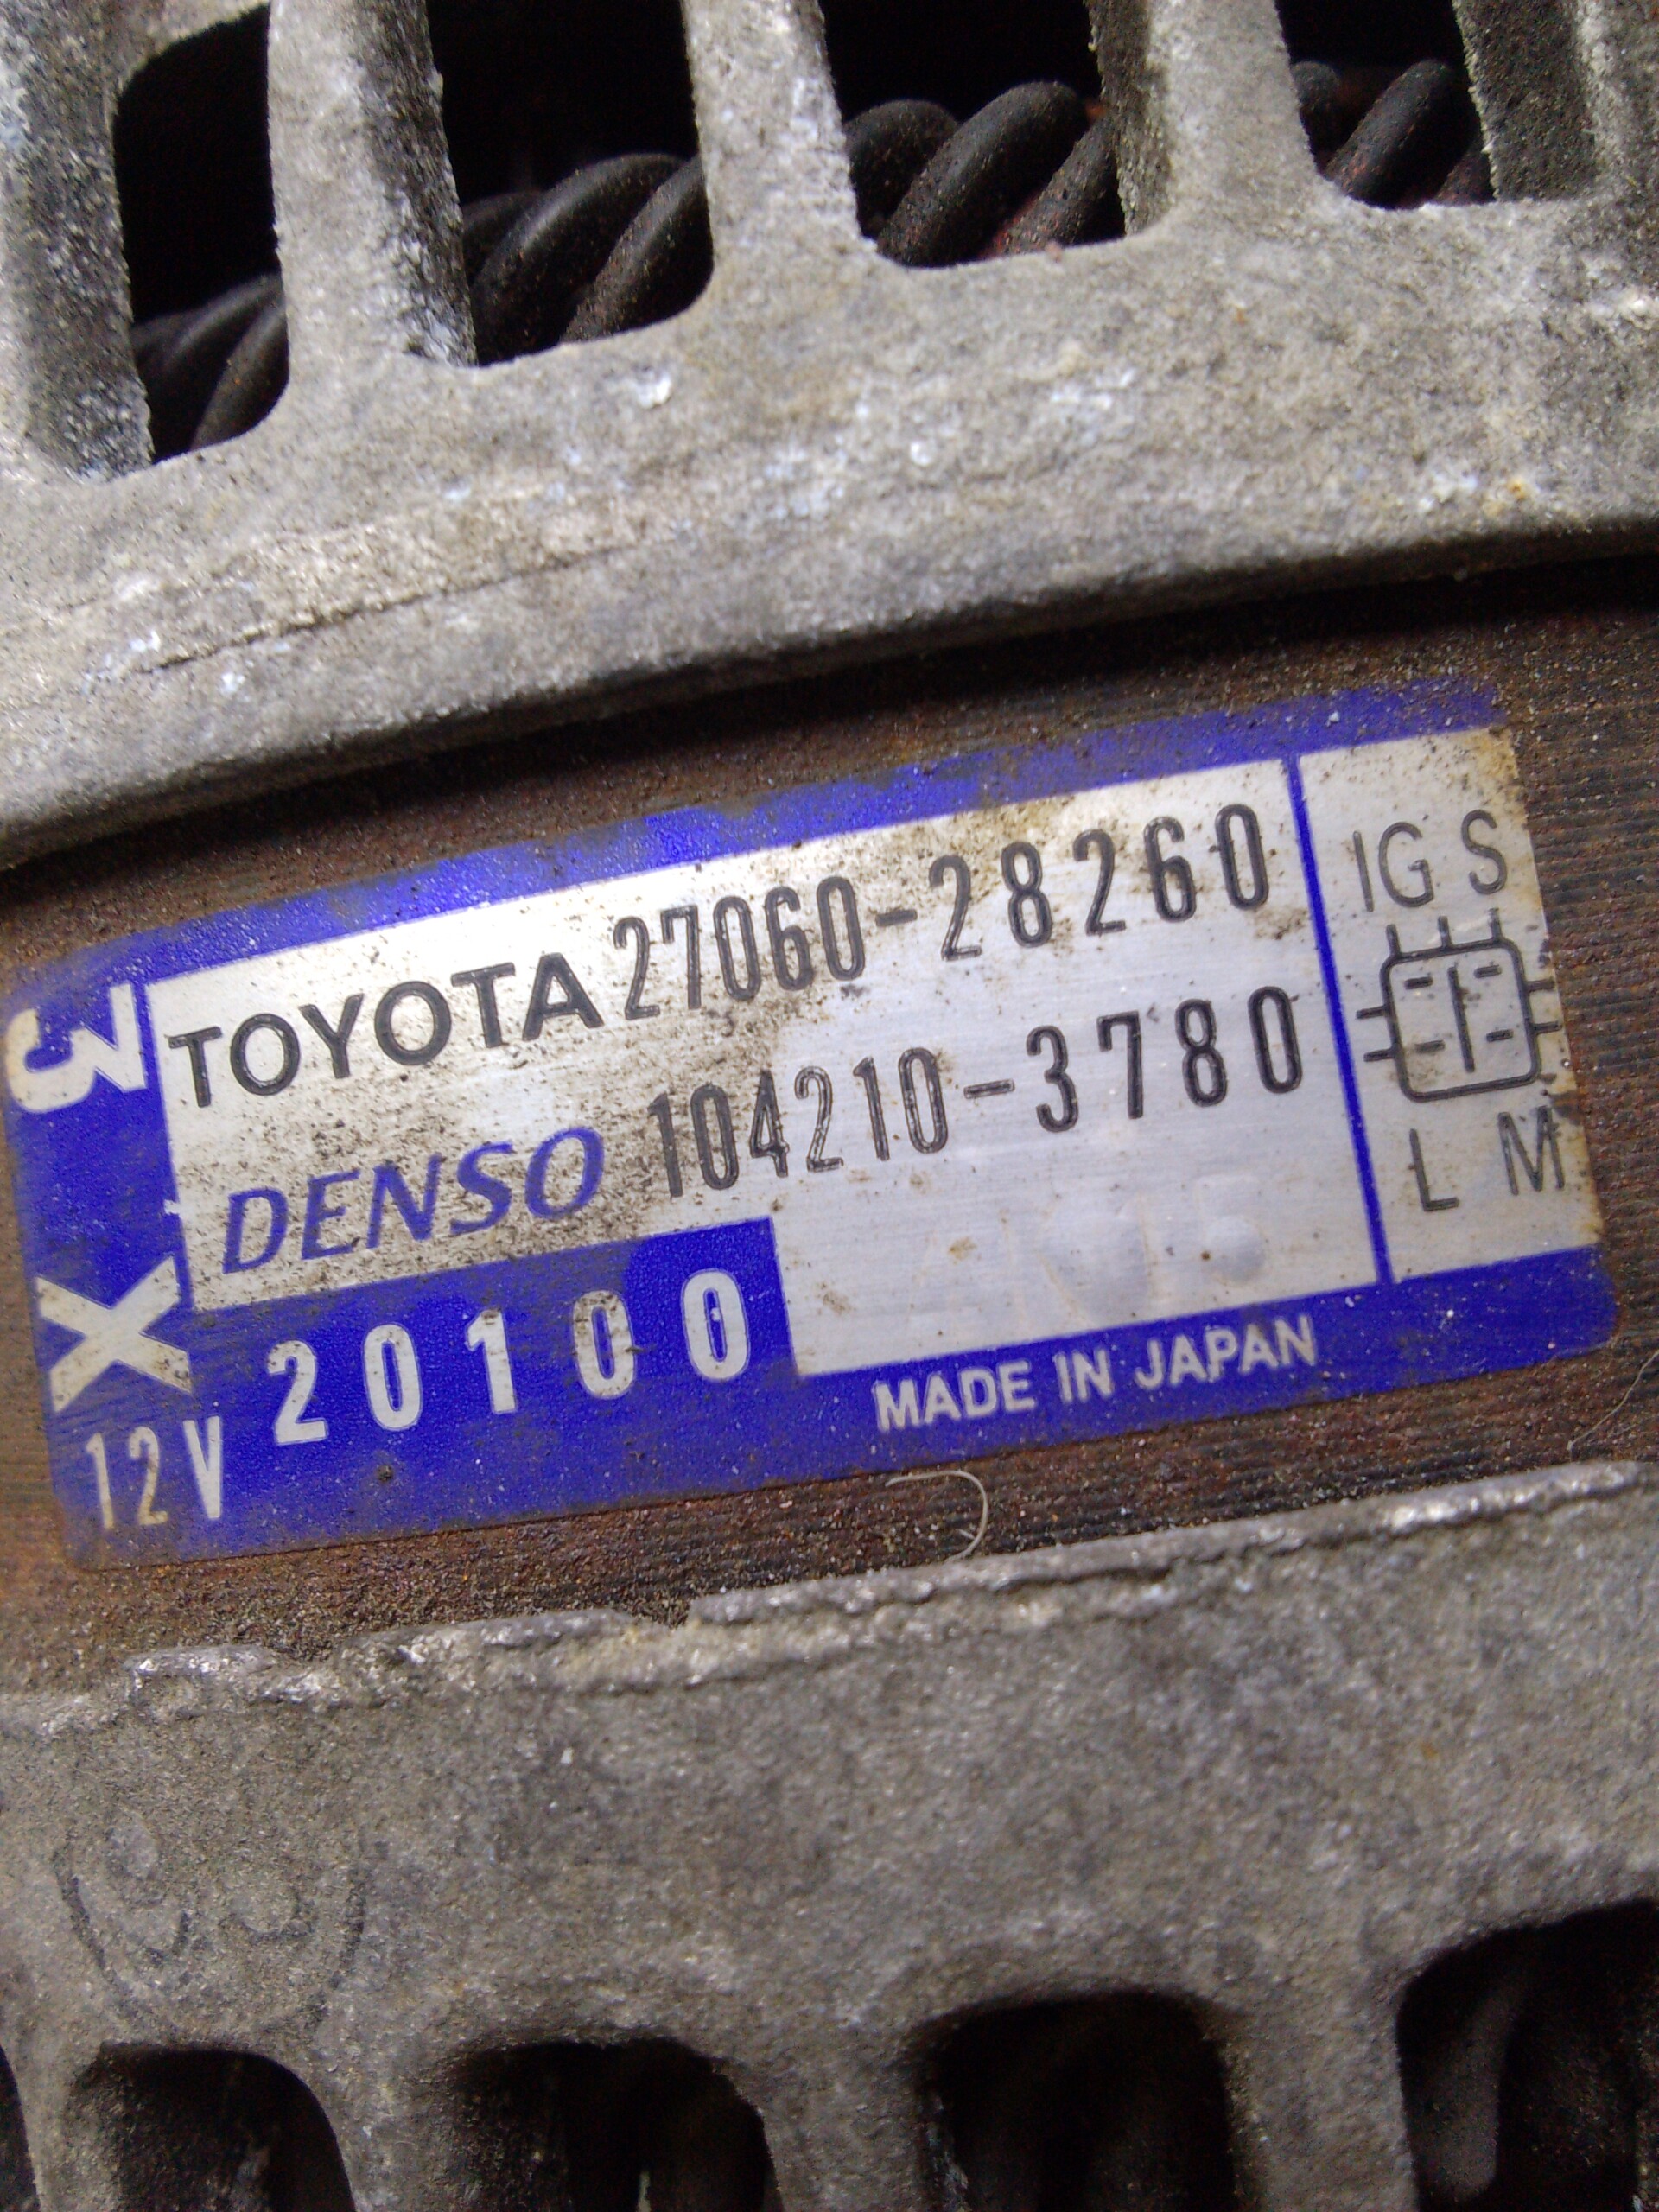 TOYOTA 27060-28260
DENSO 104210-3780
X 3
12V 20100
MADE IN JAPAN
IG S
L M